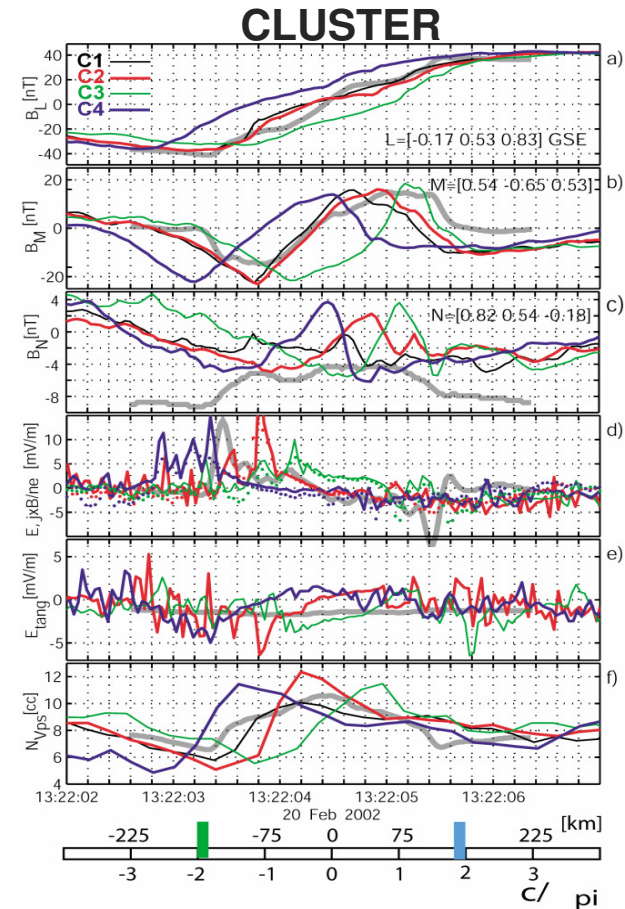 CLUSTER
C1
C2
C3
C4
B_L [nT]
40
20
0
-20
-40
L=[-0.17 0.53 0.83] GSE
a)
B_M [nT]
20
0
-20
M=[0.54 -0.65 0.53]
b)
B_N [nT]
4
0
-4
-8
N=[0.82 0.54 -0.18]
c)
E, jxB/ne [mV/m]
10
5
0
-5
d)
E_tang [mV/m]
5
0
-5
e)
N_Vps [cc]
12
10
8
6
4
f)
13:22:02 13:22:03 13:22:04 13:22:05 13:22:06
20 Feb 2002
-225 -75 0 75 225 [km]
-3 -2 -1 0 1 2 3
c/ pi